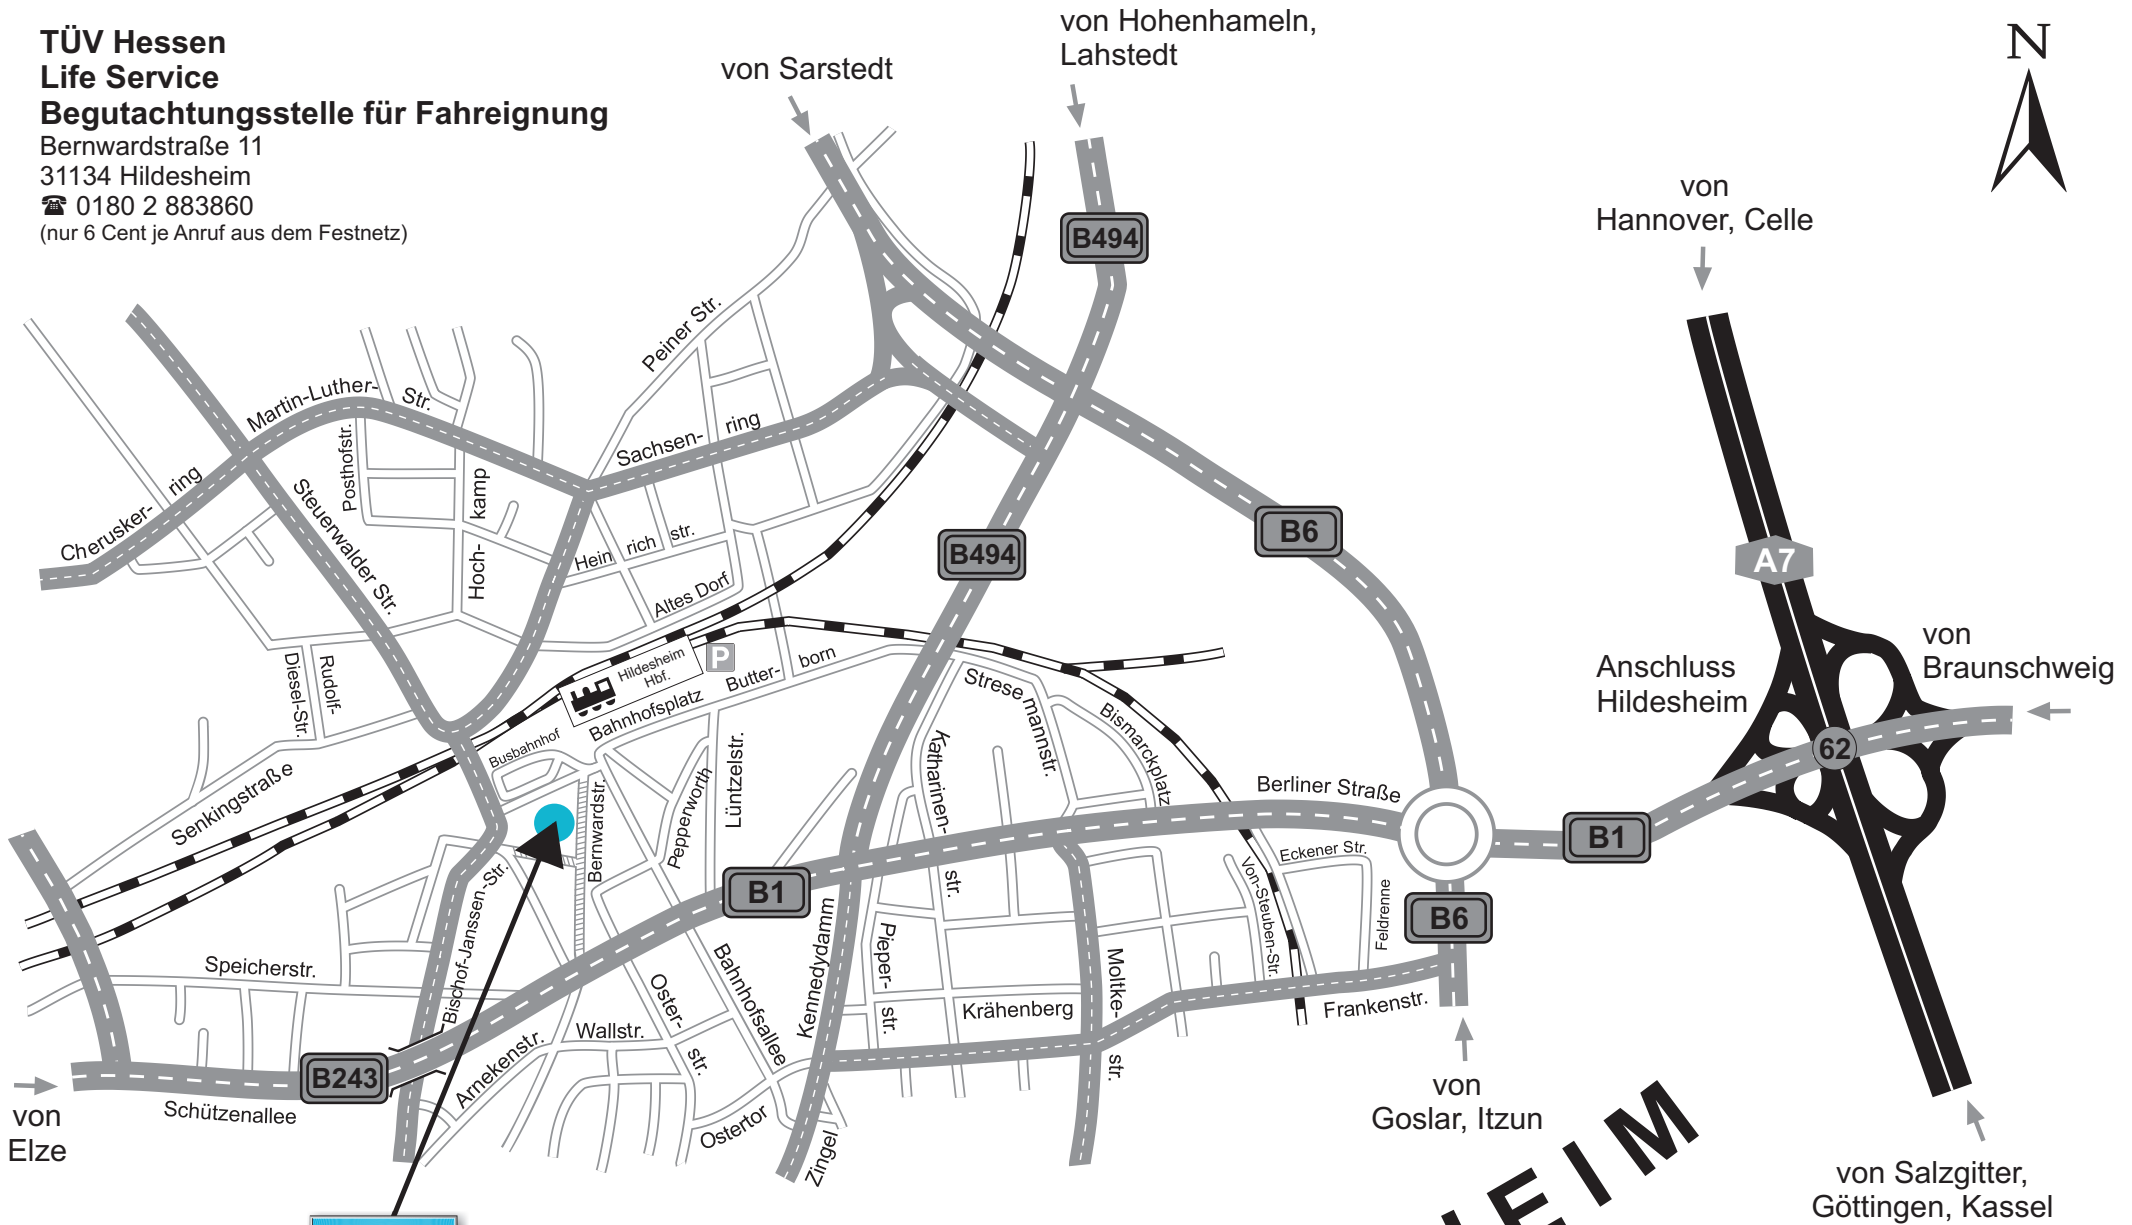 TÜV Hessen
Life Service
Begutachtungsstelle für Fahreignung
Bernwardstraße 11
31134 Hildesheim
☎ 0180 2 883860
(nur 6 Cent je Anruf aus dem Festnetz)
von Sarstedt
von Hohenhameln,
Lahstedt
N
von
Hannover, Celle
B494
Peiner Str.
Martin-Luther-
Str.
Sachsen-
ring
Cherusker-
ring
Posthofstr.
Steuerwalder Str.
Hoch-
kamp
Hein
rich
str.
Altes Dorf
B494
B6
A7
Anschluss
Hildesheim
von
Braunschweig
62
Diesel-Str.
Rudolf-
Hildesheim
Hbf.
P
Bahnhofsplatz
Butter-
born
Busbahnhof
Strese
mannstr.
Bismarckplatz
Katharinen-
str.
Senkingstraße
Bernwardstr.
Pepperworth
Lüntzelstr.
Berliner Straße
B1
B1
Eckener Str.
Von-Steuben-Str.
Feldrenne
B6
Bischof-Janssen-Str.
Speicherstr.
Oster-
str.
Bahnhofsallee
Kennedydamm
Pieper-
str.
Krähenberg
Moltke-
str.
Frankenstr.
Wallstr.
Arnekenstr.
B243
Schützenallee
Ostertor
Zingel
von
Elze
von
Goslar, Itzun
von Salzgitter,
Göttingen, Kassel
EIM